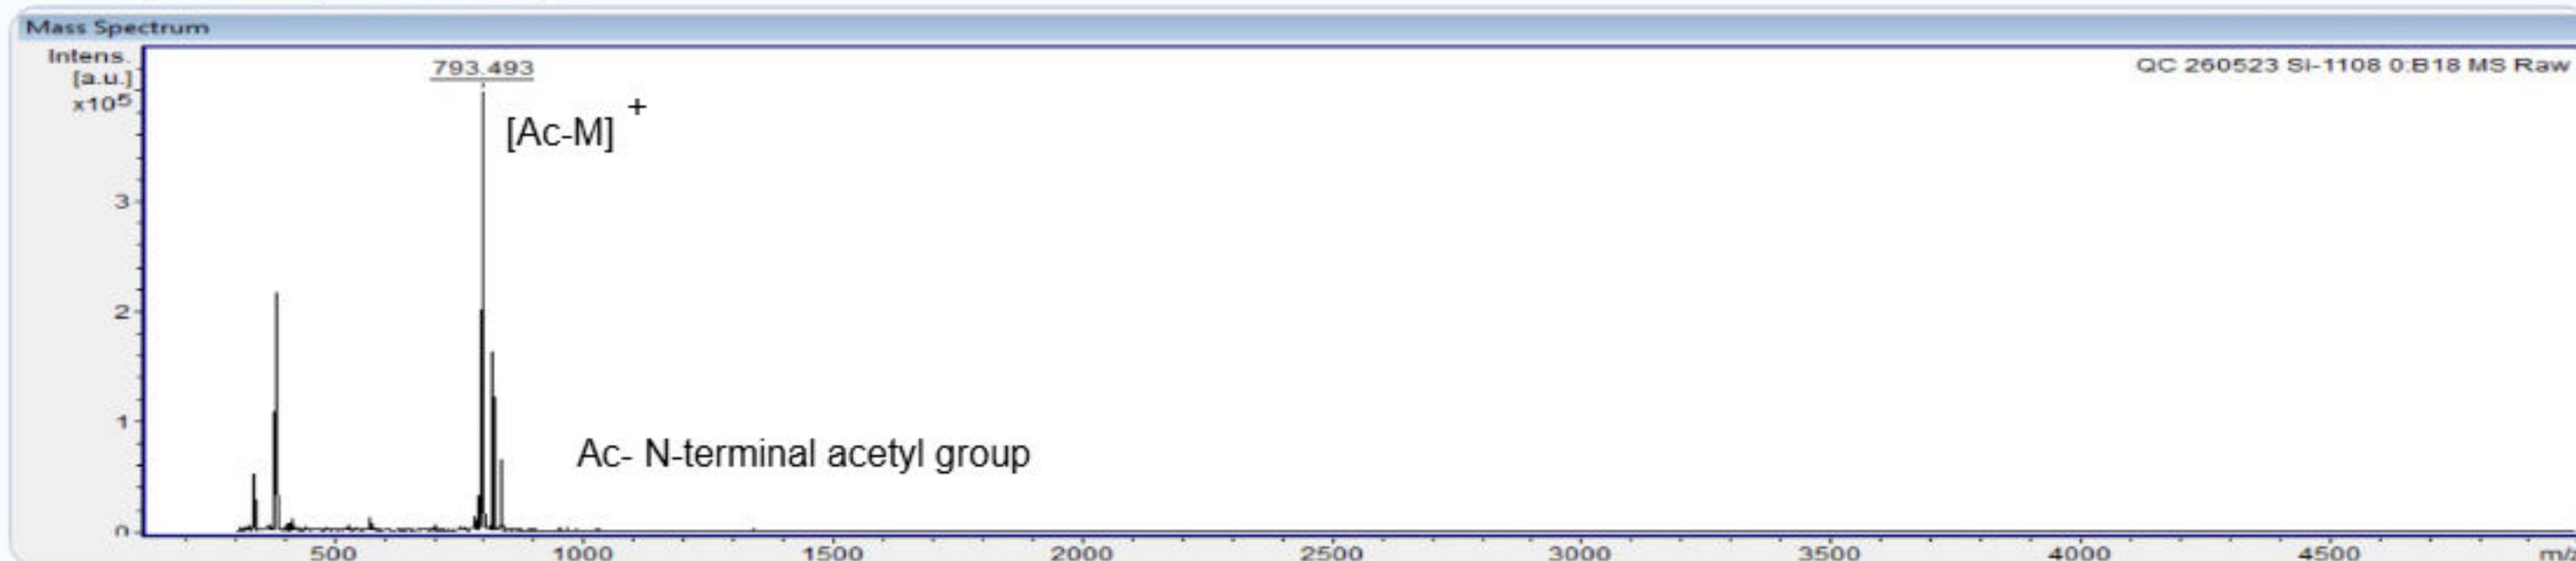 Mass Spectrum
Intens.
[a.u.]
x10⁵
793.493
QC 260523 Si-1108 0:B18 MS Raw
[Ac-M]⁺
3
2
1
0
Ac- N-terminal acetyl group
500 1000 1500 2000 2500 3000 3500 4000 4500 m/z